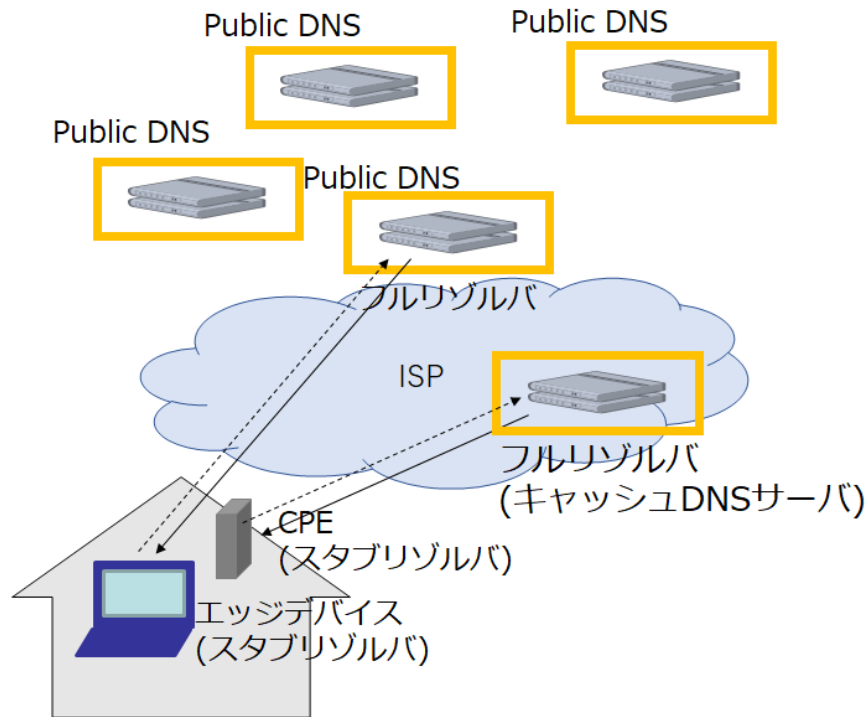 Public DNS
Public DNS
Public DNS
Public DNS
フルリゾルバ
ISP
フルリゾルバ
(キャッシュDNSサーバ)
CPE
(スタブリゾルバ)
エッジデバイス
(スタブリゾルバ)